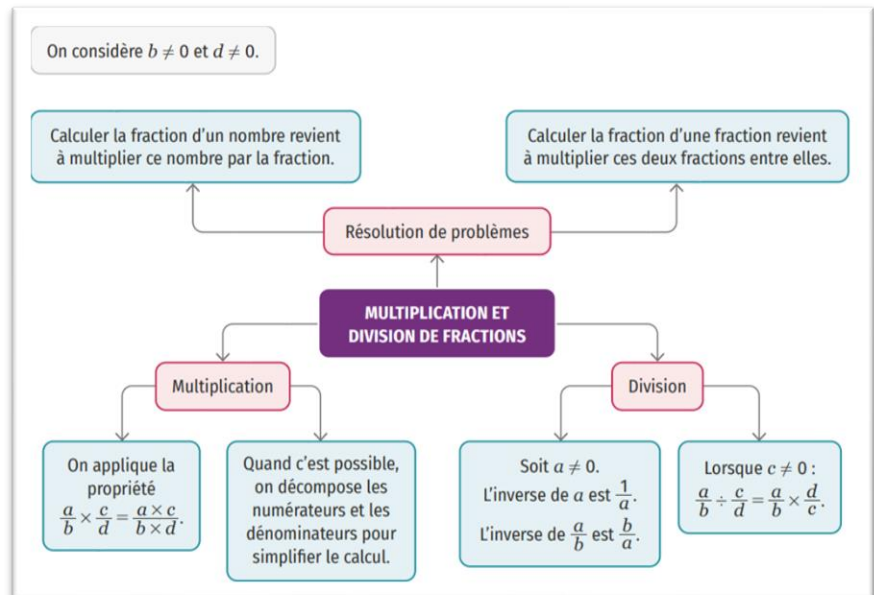 On considère b ≠ 0 et d ≠ 0.
Calculer la fraction d'un nombre revient
à multiplier ce nombre par la fraction.
Calculer la fraction d'une fraction revient
à multiplier ces deux fractions entre elles.
Résolution de problèmes
MULTIPLICATION ET
DIVISION DE FRACTIONS
Multiplication
Division
On applique la
propriété
a/b × c/d = a × c/b × d.
Quand c'est possible,
on décompose les
numérateurs et les
dénominateurs pour
simplifier le calcul.
Soit a ≠ 0.
L'inverse de a est 1/a.
L'inverse de a/b est b/a.
Lorsque c ≠ 0 :
a/b ÷ c/d = a/b × d/c.